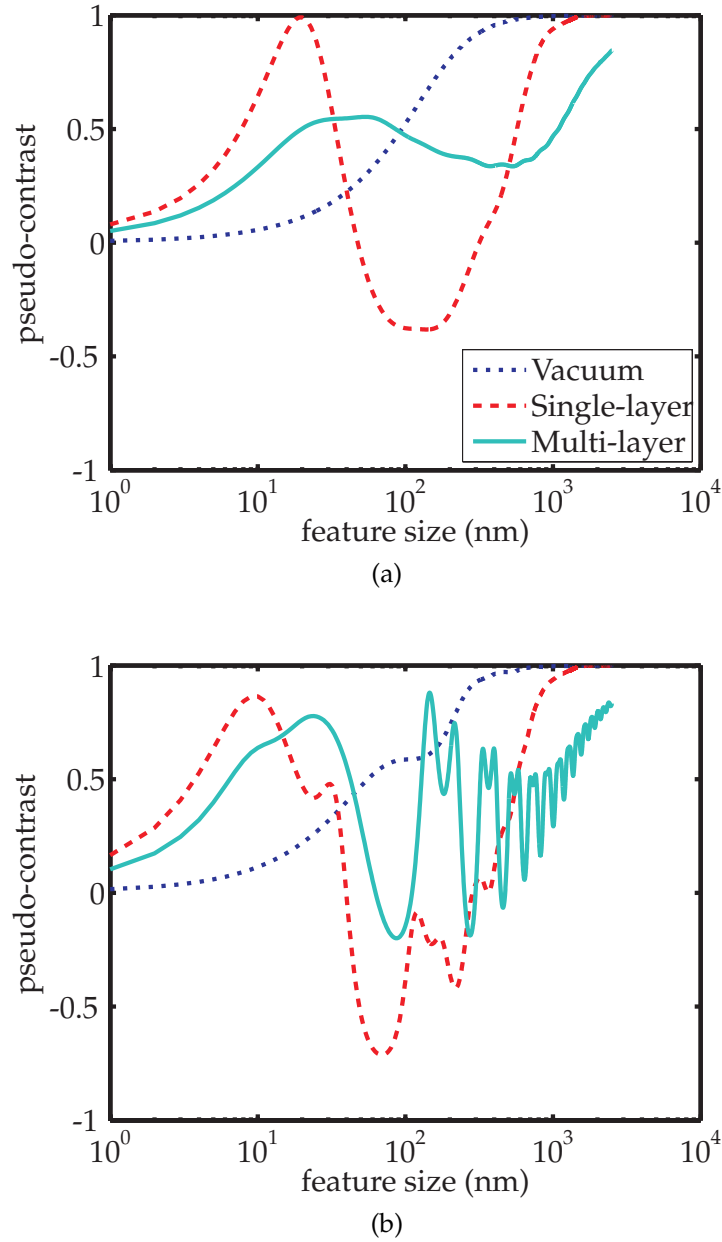 1
0.5
0
-0.5
-1
pseudo-contrast
Vacuum
Single-layer
Multi-layer
10^0 10^1 10^2 10^3 10^4
feature size (nm)
(a)
1
0.5
0
-0.5
-1
pseudo-contrast
10^0 10^1 10^2 10^3 10^4
feature size (nm)
(b)